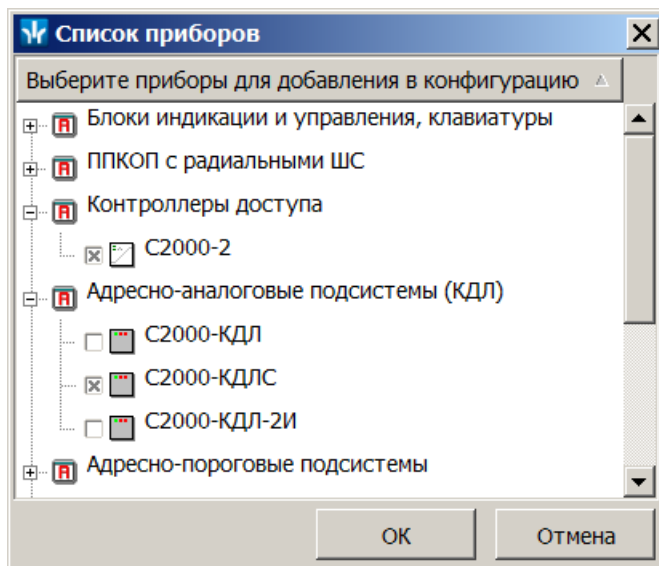 Список приборов
Выберите приборы для добавления в конфигурацию
Блоки индикации и управления, клавиатуры
ППКОП с радиальными ШС
Контроллеры доступа
С2000-2
Адресно-аналоговые подсистемы (КДЛ)
С2000-КДЛ
С2000-КДЛС
С2000-КДЛ-2И
Адресно-пороговые подсистемы
ОК
Отмена